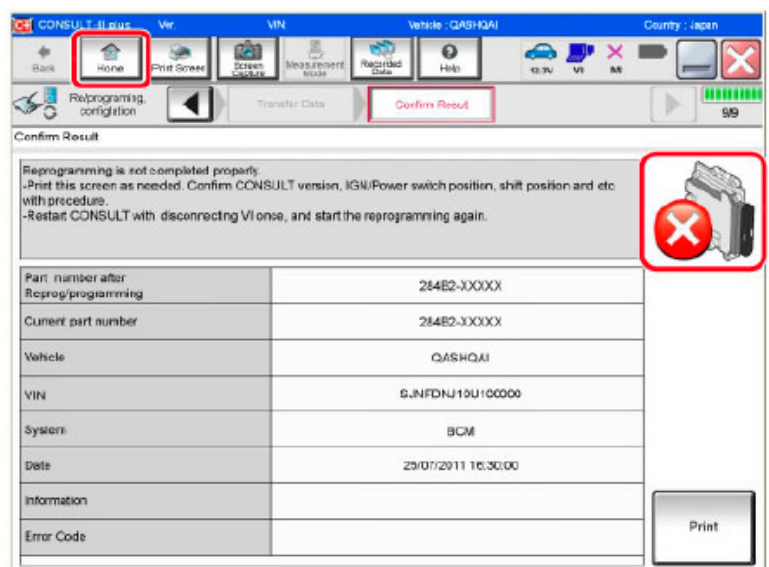 CONSULT-III plus Ver. VIN: Vehicle : QASHQAI Country : Japan
Back
Home
Print Screen
Screen Capture
Measurement Mode
Recorded Data
Help
VI
MI
Re/programing, configlation
Transfer Data
Confirm Result
9/9
Confirm Result
Reprogramming is not completed properly.
-Print this screen as needed. Confirm CONSULT version, IGN/Power switch position, shift position and etc
with procedure.
-Restart CONSULT with disconnecting VI once, and start the reprogramming again.
Part number after
Reprog/programming
284B2-XXXXX
Current part number
284B2-XXXXX
Vehicle
QASHQAI
VIN
SJNFDNJ10U100000
System
BCM
Date
25/07/2011 16:30:00
Information
Error Code
Print